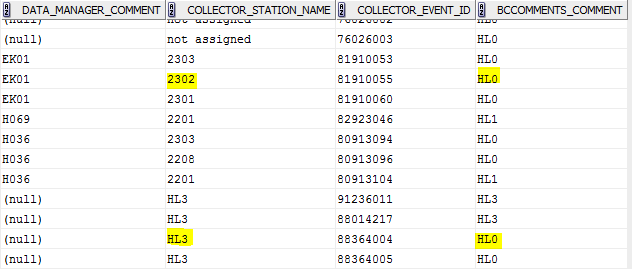 DATA_MANAGER_COMMENT COLLECTOR_STATION_NAME COLLECTOR_EVENT_ID BCCOMMENTS_COMMENT
(null) not assigned 76026002 HL0
(null) not assigned 76026003 HL0
EK01 2303 81910053 HL0
EK01 2302 81910055 HL0
EK01 2301 81910060 HL0
H069 2201 82923046 HL1
H036 2303 80913094 HL0
H036 2208 80913096 HL0
H036 2201 80913104 HL1
(null) HL3 91236011 HL3
(null) HL3 88014217 HL3
(null) HL3 88364004 HL0
(null) HL3 88364005 HL0